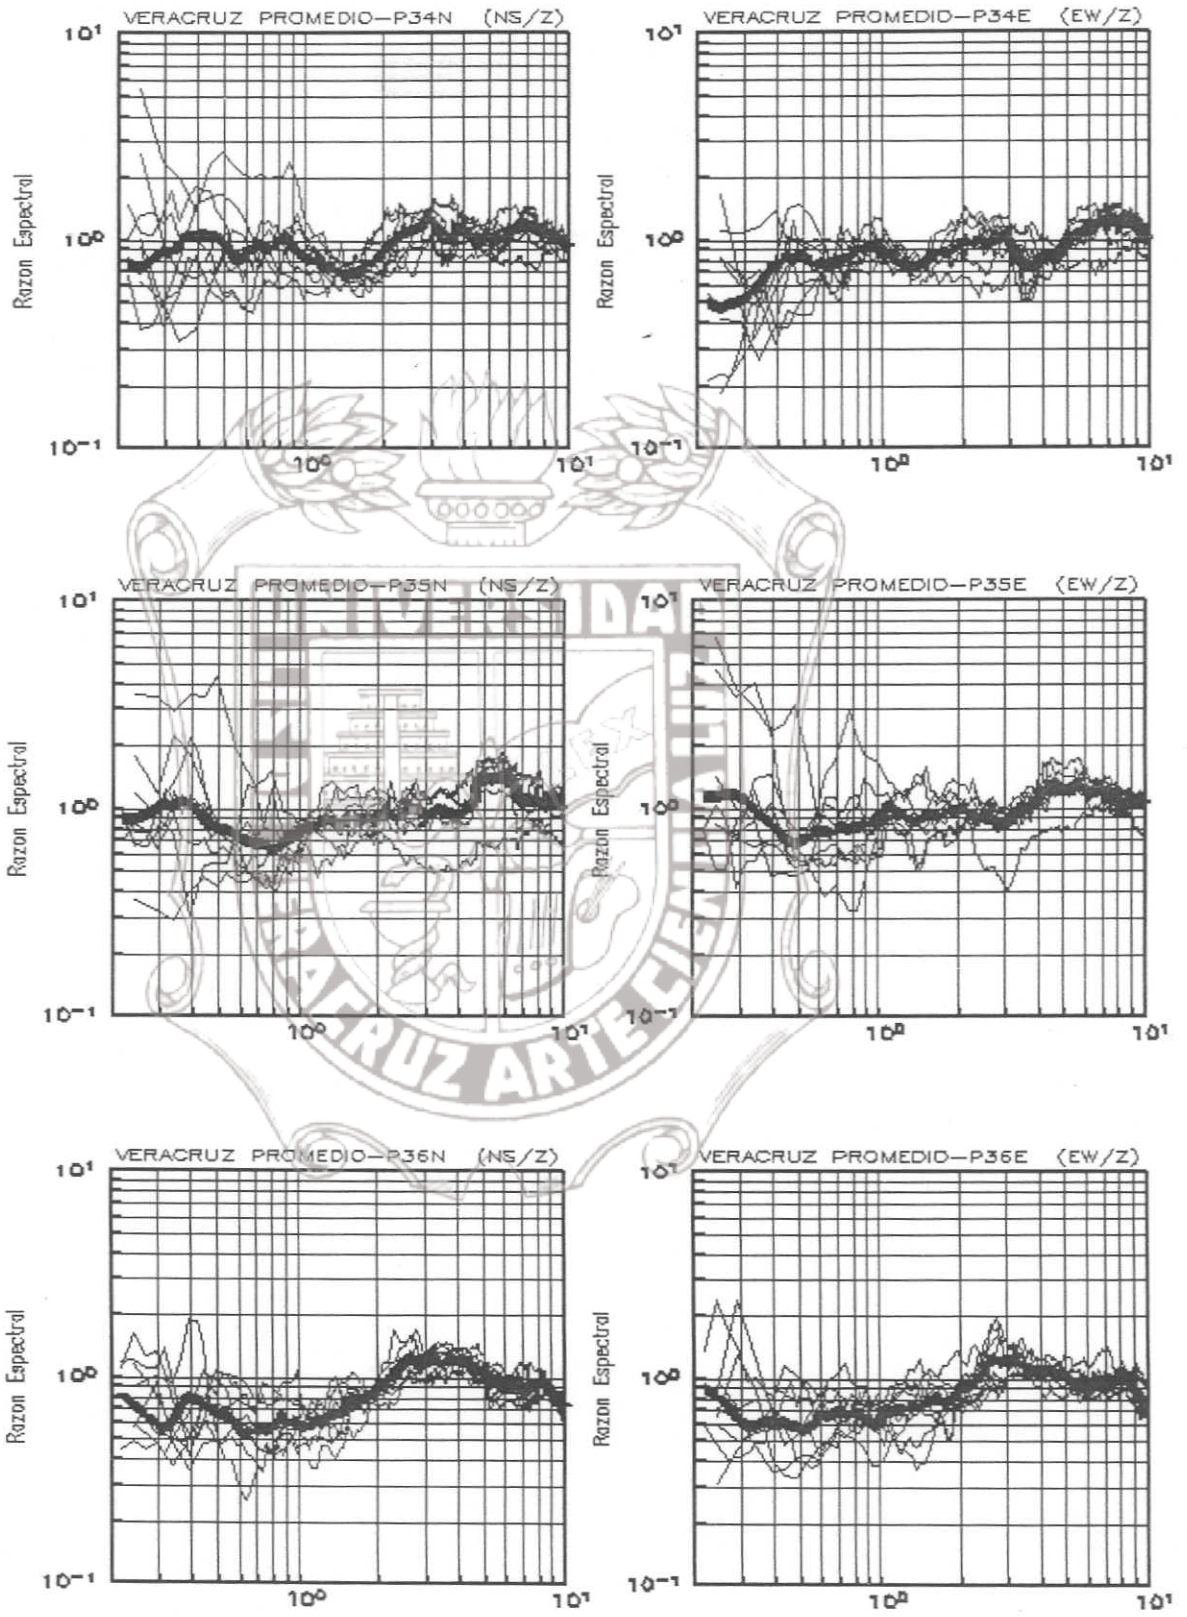 VERACRUZ PROMEDIO-P34N (NS/Z)
VERACRUZ PROMEDIO-P34E (EW/Z)
10¹
10¹
Razon Espectral
Razon Espectral
10⁰
10⁰
10⁻¹
10⁻¹
10⁰
10¹
10⁰
10¹
VERACRUZ PROMEDIO-P35N (NS/Z)
VERACRUZ PROMEDIO-P35E (EW/Z)
10¹
10¹
Razon Espectral
Razon Espectral
10⁰
10⁰
10⁻¹
10⁻¹
10⁰
10¹
10⁰
10¹
UNIVERSIDAD
VERACRUZ ARTE CIENCIA LUZ
VERACRUZ PROMEDIO-P36N (NS/Z)
VERACRUZ PROMEDIO-P36E (EW/Z)
10¹
10¹
Razon Espectral
Razon Espectral
10⁰
10⁰
10⁻¹
10⁻¹
10⁰
10¹
10⁰
10¹